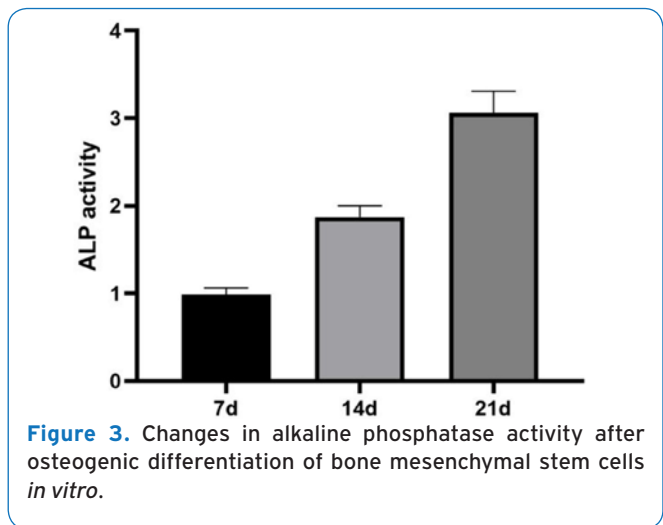 4
3
2
1
0
ALP activity
7d 14d 21d
Figure 3. Changes in alkaline phosphatase activity after
osteogenic differentiation of bone mesenchymal stem cells
in vitro.